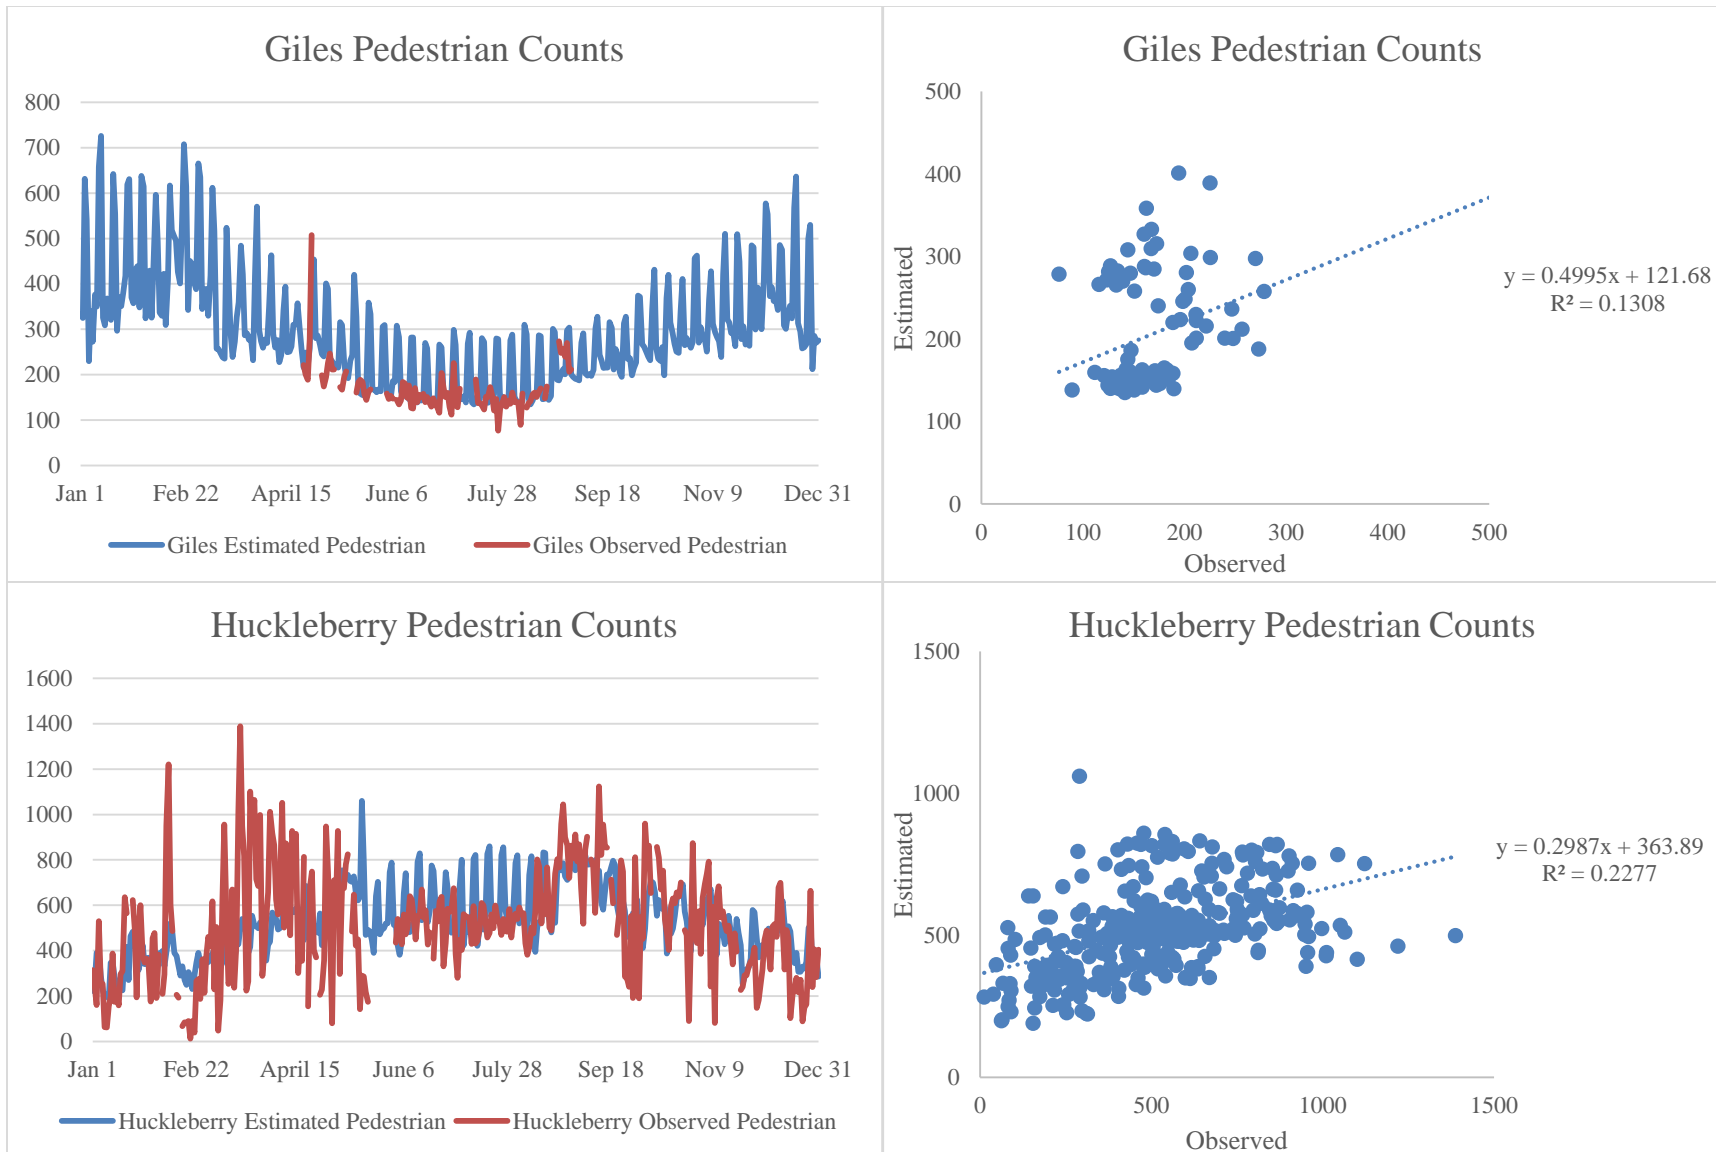 Giles Pedestrian Counts
800
700
600
500
400
300
200
100
0
Jan 1 Feb 22 April 15 June 6 July 28 Sep 18 Nov 9 Dec 31
Giles Estimated Pedestrian Giles Observed Pedestrian
Giles Pedestrian Counts
500
400
300
200
100
0
Estimated
y = 0.4995x + 121.68
R² = 0.1308
0 100 200 300 400 500
Observed
Huckleberry Pedestrian Counts
1600
1400
1200
1000
800
600
400
200
0
Jan 1 Feb 22 April 15 June 6 July 28 Sep 18 Nov 9 Dec 31
Huckleberry Estimated Pedestrian Huckleberry Observed Pedestrian
Huckleberry Pedestrian Counts
1500
1000
500
0
Estimated
y = 0.2987x + 363.89
R² = 0.2277
0 500 1000 1500
Observed